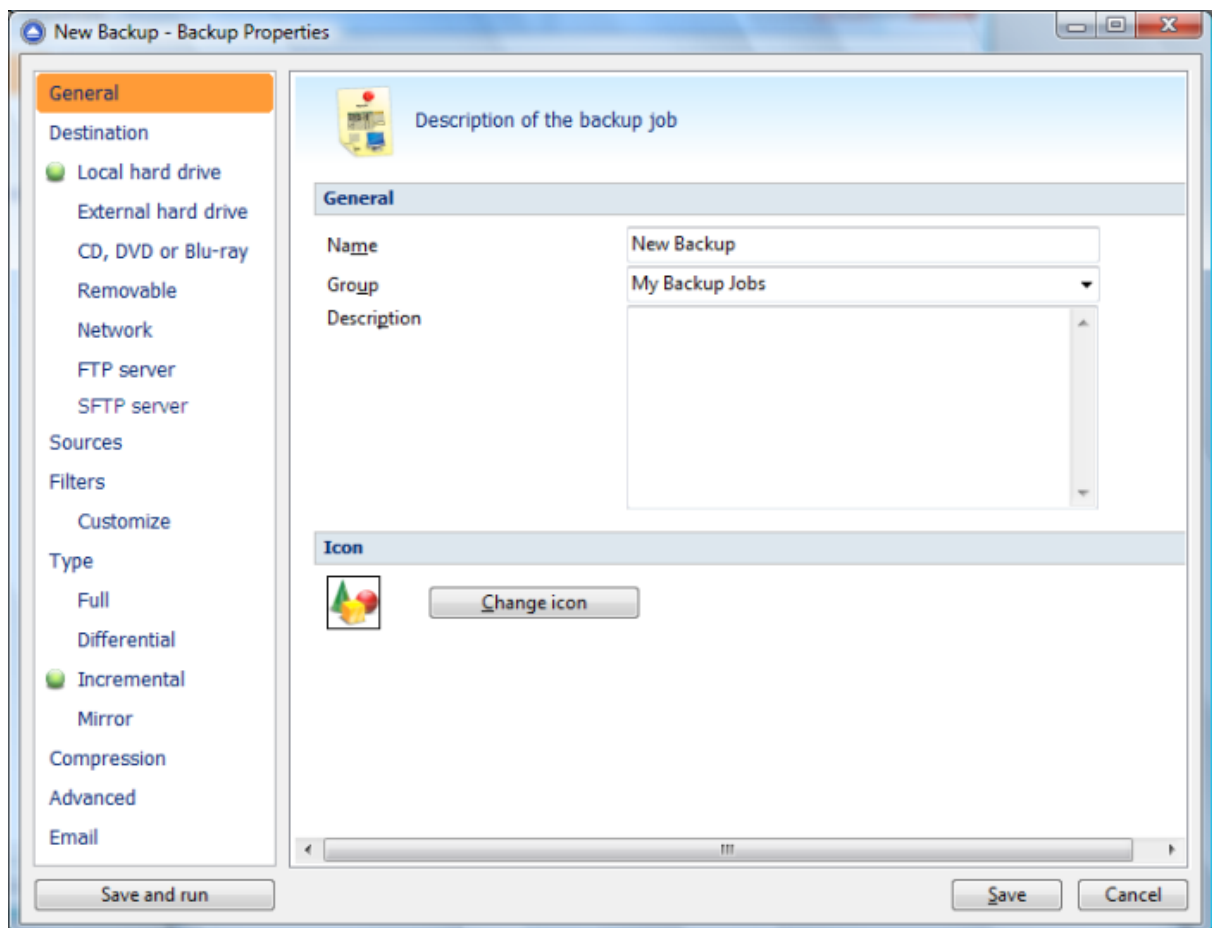 New Backup - Backup Properties
General
Destination
Local hard drive
External hard drive
CD, DVD or Blu-ray
Removable
Network
FTP server
SFTP server
Sources
Filters
Customize
Type
Full
Differential
Incremental
Mirror
Compression
Advanced
Email
Description of the backup job
General
Name
New Backup
Group
My Backup Jobs
Description
Icon
Change icon
Save and run
Save
Cancel